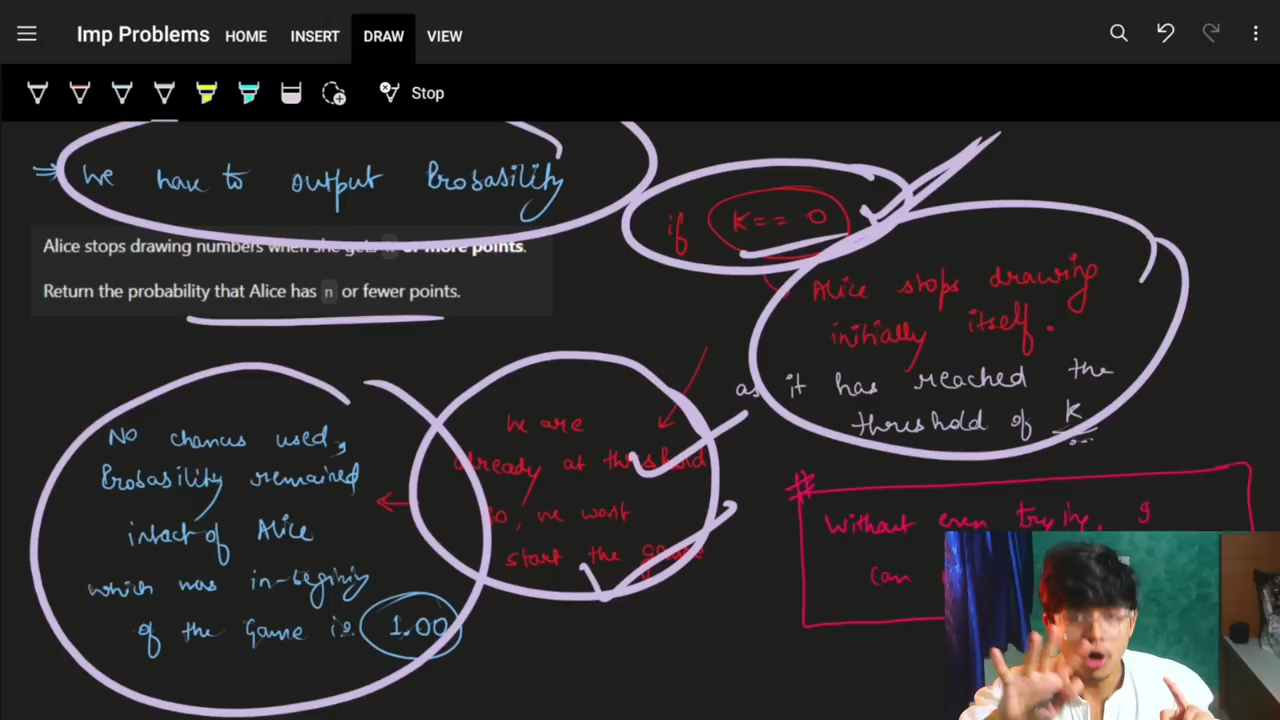 Imp Problems HOME INSERT DRAW VIEW
Stop
⇒ We have to output Probability
if K == 0
Alice stops drawing numbers when she gets k or more points.
Return the probability that Alice has n or fewer points.
Alice stops drawing
initially itself.
as it has reached the
threshold of K
We are
already at threshold
So, we won't
start the game
No chances used,
Probability remained
intact of Alice
which was in-begining
of the Game i.e.
1.00
#
Without even trying, I
can